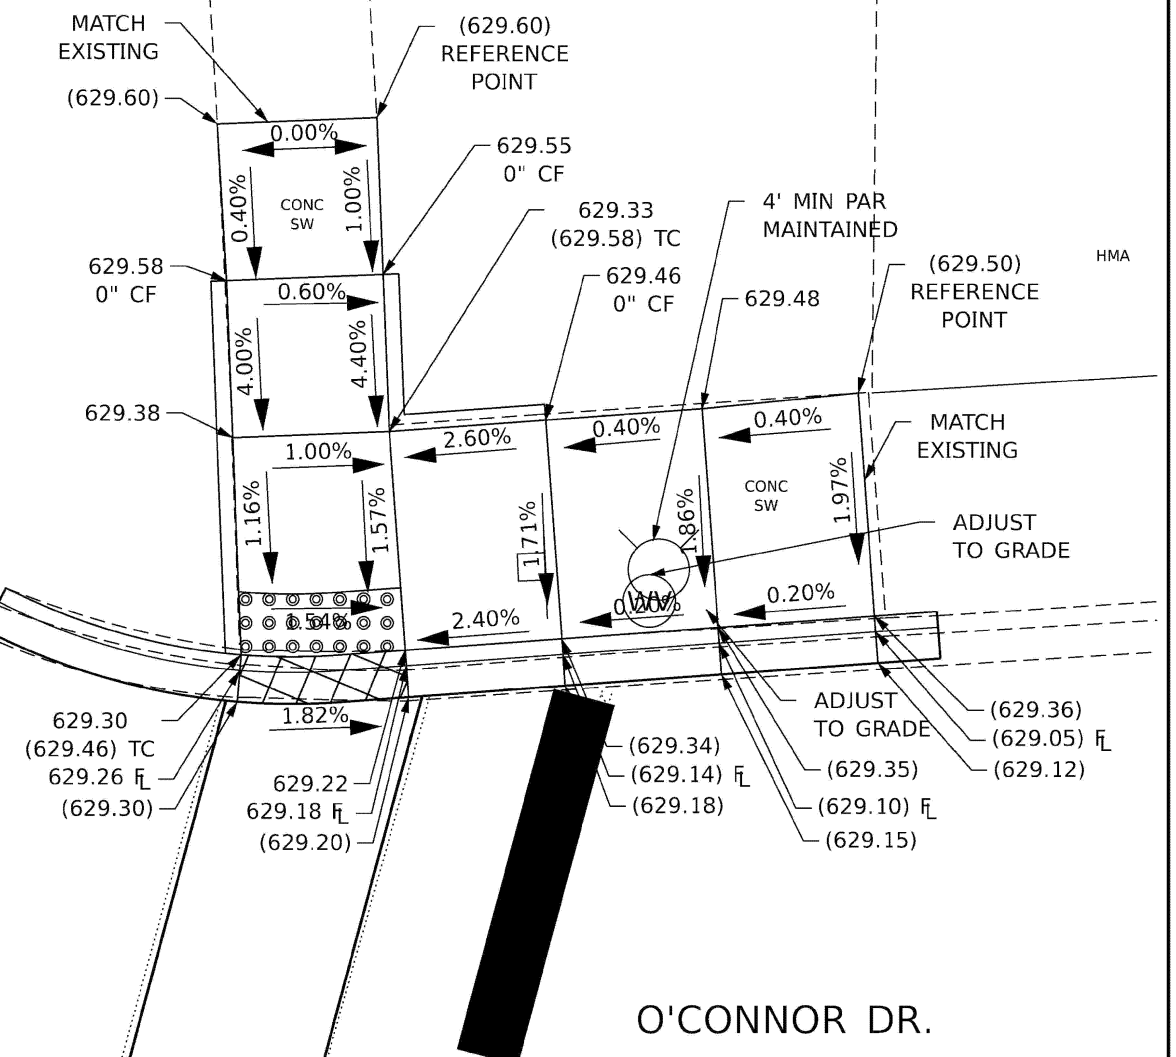 MATCH
EXISTING
(629.60)
REFERENCE
POINT
(629.60)
0.00%
629.55
0" CF
0.40%
CONC
SW
1.00%
629.33
(629.58) TC
4' MIN PAR
MAINTAINED
629.58
0" CF
0.60%
629.46
0" CF
629.48
(629.50)
REFERENCE
POINT
HMA
4.00%
4.40%
629.38
1.00%
2.60%
0.40%
0.40%
MATCH
EXISTING
1.16%
1.57%
1.71%
1.86%
CONC
SW
1.97%
ADJUST
TO GRADE
1.54%
2.40%
0.20%
WV
0.20%
629.30
(629.46) TC
629.26 FL
(629.30)
1.82%
629.22
629.18 FL
(629.20)
(629.34)
(629.14) FL
(629.18)
ADJUST
TO GRADE
(629.35)
(629.10) FL
(629.15)
(629.36)
(629.05) FL
(629.12)
O'CONNOR DR.